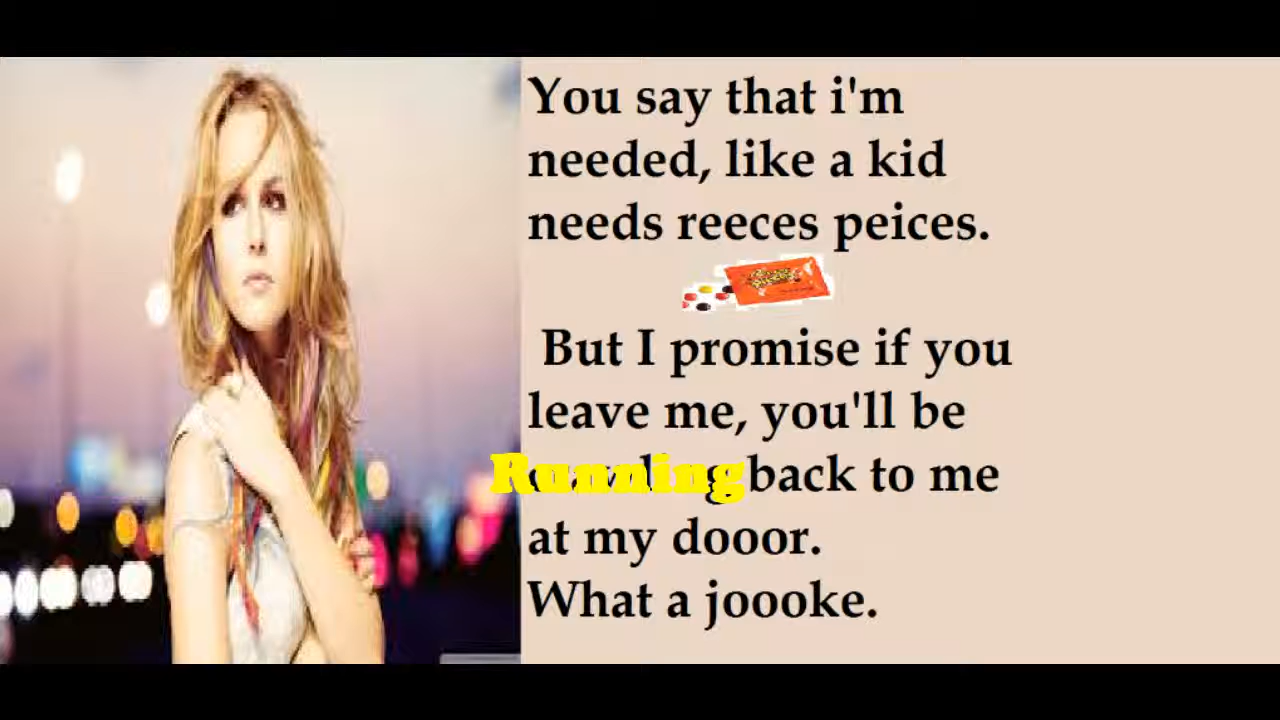 You say that i'm
needed, like a kid
needs reeces peices.
But I promise if you
leave me, you'll be
Running back to me
at my dooor.
What a joooke.